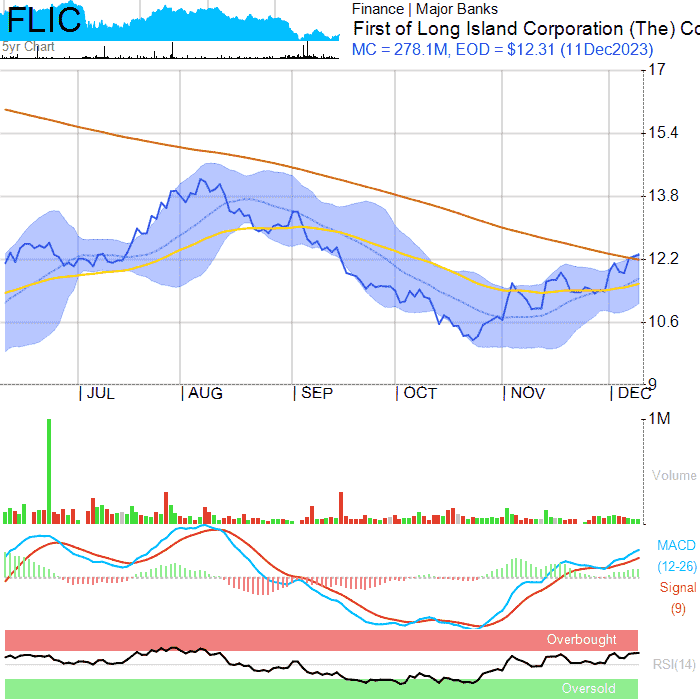 FLIC
5yr Chart
Finance | Major Banks
First of Long Island Corporation (The) Co
MC = 278.1M, EOD = $12.31 (11Dec2023)
17
15.4
13.8
12.2
10.6
9
JUL AUG SEP OCT NOV DEC
1M
Volume
MACD
(12-26)
Signal
(9)
Overbought
RSI(14)
Oversold